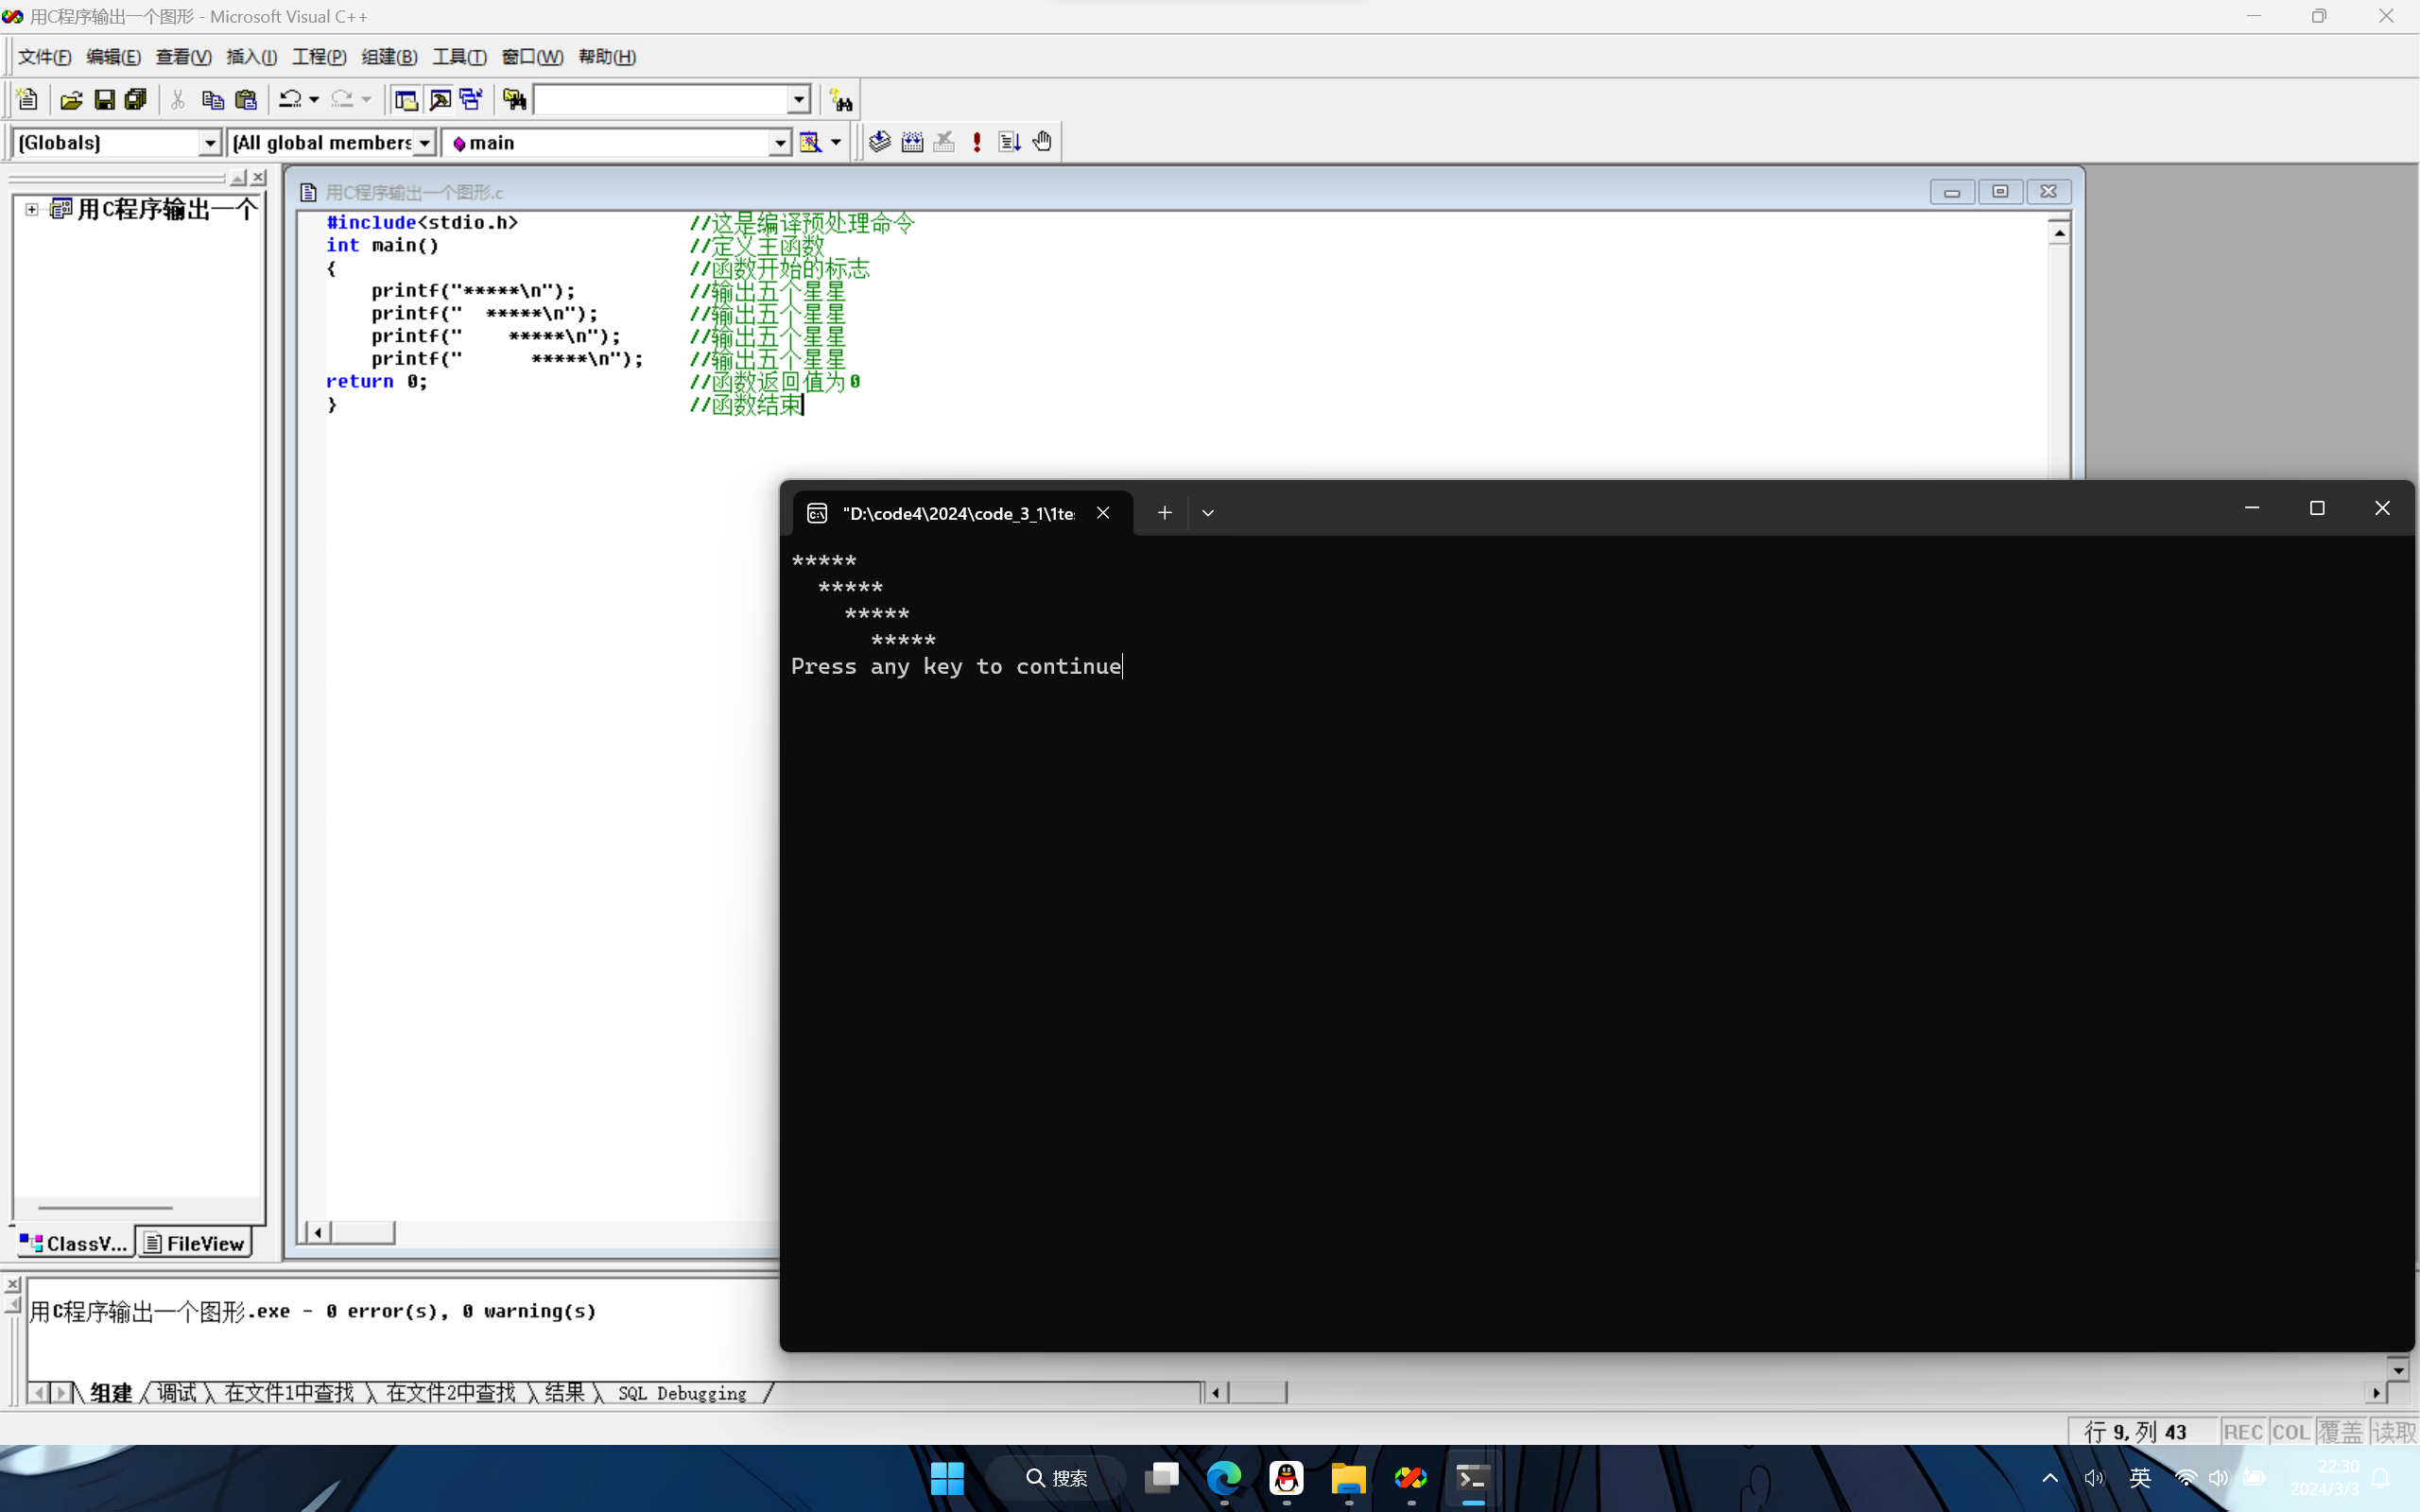 用C程序输出一个图形 - Microsoft Visual C++
文件(F) 编辑(E) 查看(V) 插入(I) 工程(P) 组建(B) 工具(T) 窗口(W) 帮助(H)
(Globals) (All global members main
用C程序输出一个
用C程序输出一个图形.c
#include<stdio.h> //这是编译预处理命令
int main() //定义主函数
{ //函数开始的标志
printf("*****\n"); //输出五个星星
printf("  *****\n"); //输出五个星星
printf("    *****\n"); //输出五个星星
printf("      *****\n"); //输出五个星星
return 0; //函数返回值为0
} //函数结束
"D:\code4\2024\code_3_1\1te
*****
  *****
    *****
      *****
Press any key to continue
ClassV... FileView
用C程序输出一个图形.exe - 0 error(s), 0 warning(s)
组建 调试 在文件1中查找 在文件2中查找 结果 SQL Debugging
行 9, 列 43 REC COL 覆盖 读取
搜索
英
22:30
2024/3/3